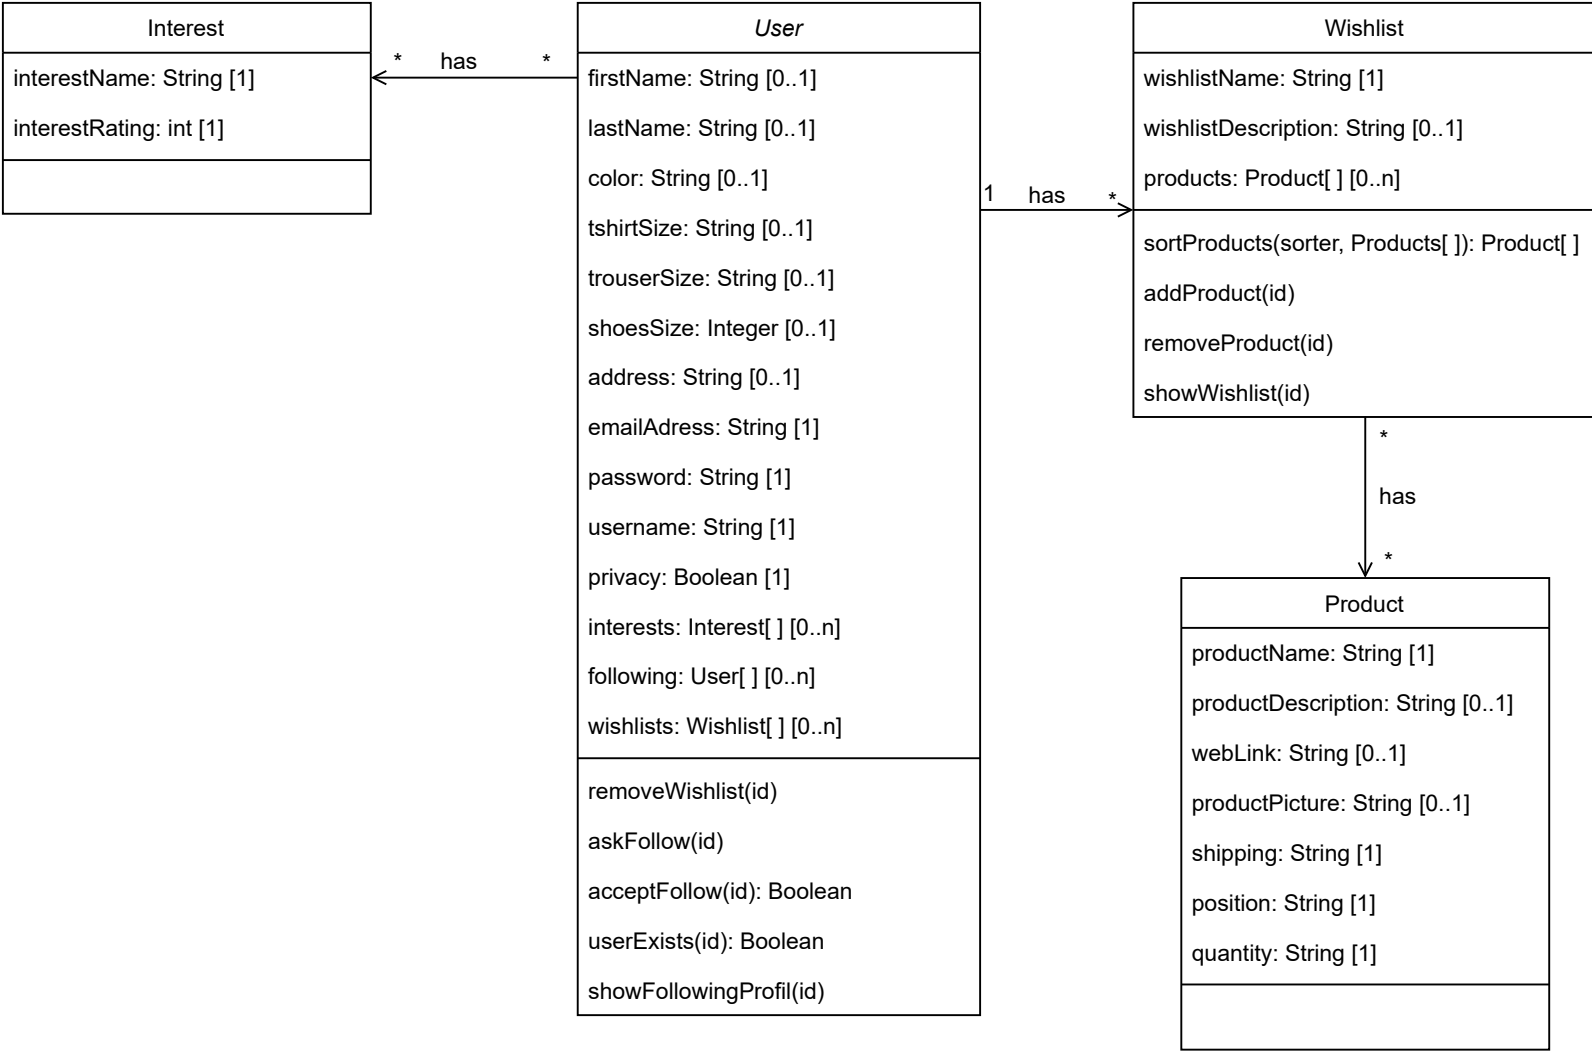 Interest
interestName: String [1]
interestRating: int [1]
* has *
User
firstName: String [0..1]
lastName: String [0..1]
color: String [0..1]
tshirtSize: String [0..1]
trouserSize: String [0..1]
shoesSize: Integer [0..1]
address: String [0..1]
emailAdress: String [1]
password: String [1]
username: String [1]
privacy: Boolean [1]
interests: Interest[ ] [0..n]
following: User[ ] [0..n]
wishlists: Wishlist[ ] [0..n]
removeWishlist(id)
askFollow(id)
acceptFollow(id): Boolean
userExists(id): Boolean
showFollowingProfil(id)
1 has *
Wishlist
wishlistName: String [1]
wishlistDescription: String [0..1]
products: Product[ ] [0..n]
sortProducts(sorter, Products[ ]): Product[ ]
addProduct(id)
removeProduct(id)
showWishlist(id)
*
has
*
Product
productName: String [1]
productDescription: String [0..1]
webLink: String [0..1]
productPicture: String [0..1]
shipping: String [1]
position: String [1]
quantity: String [1]